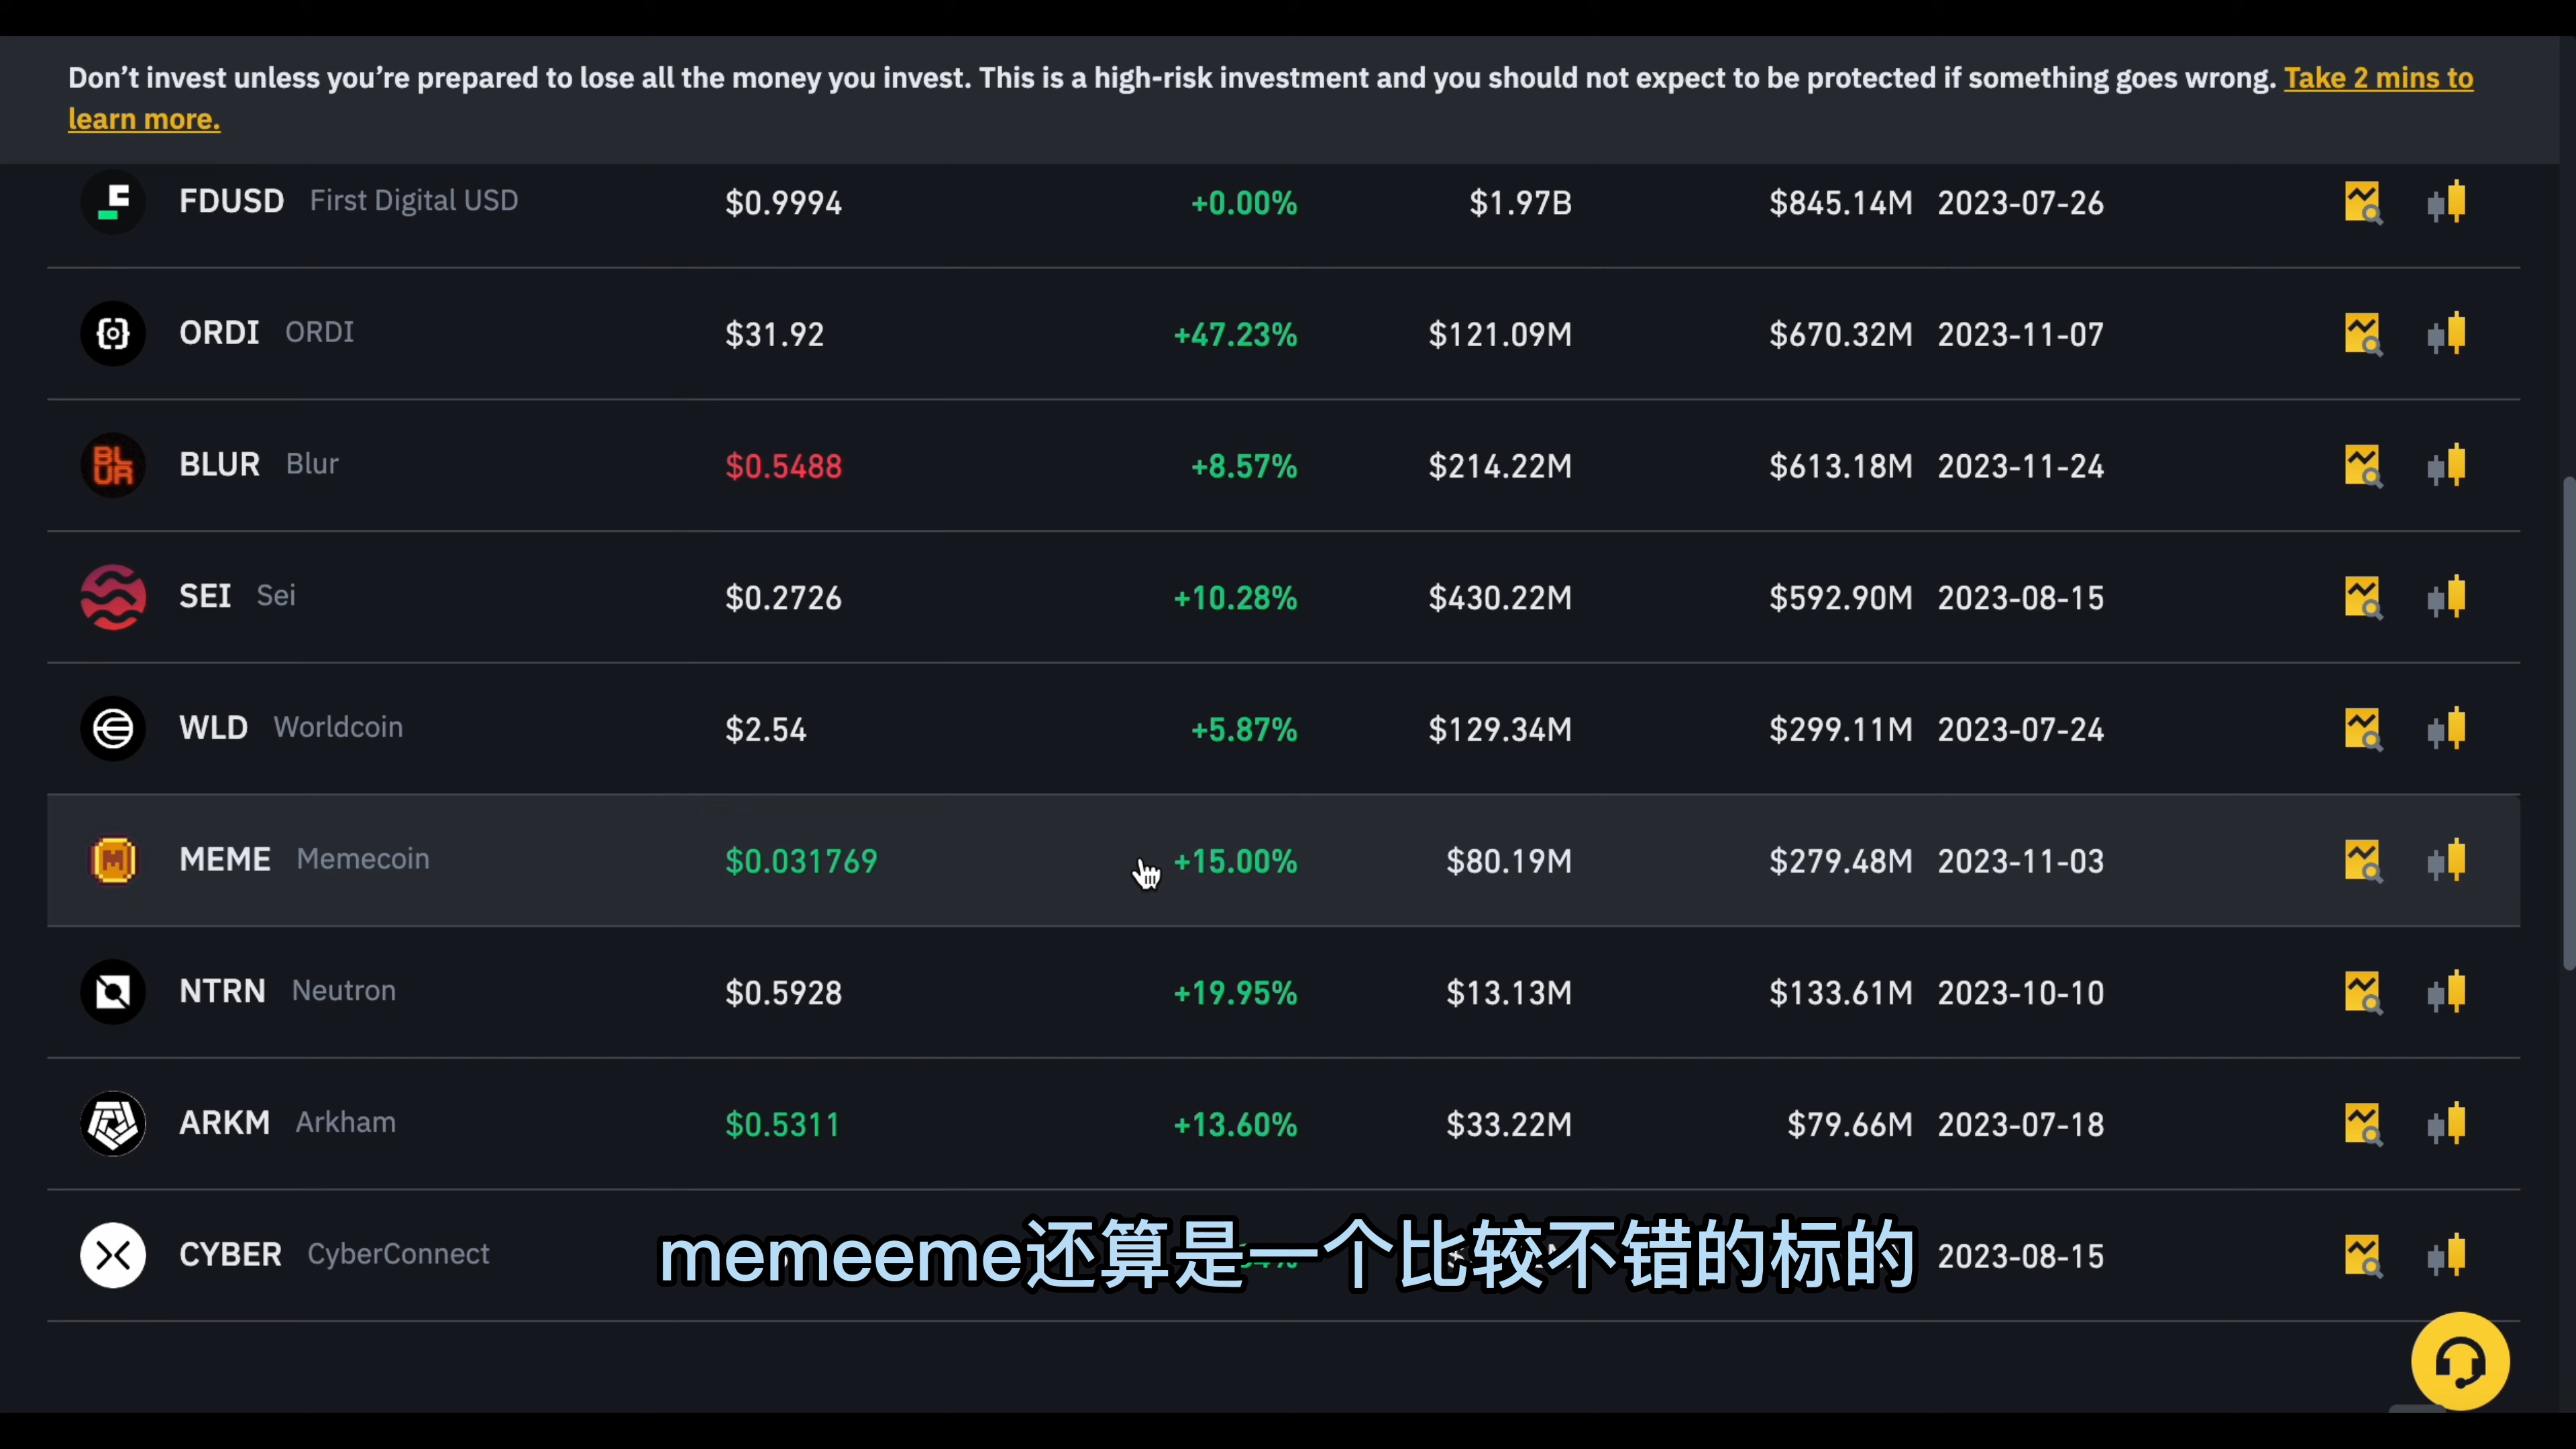 Don’t invest unless you’re prepared to lose all the money you invest. This is a high-risk investment and you should not expect to be protected if something goes wrong. Take 2 mins to
learn more.
FDUSD First Digital USD $0.9994 +0.00% $1.97B $845.14M 2023-07-26
ORDI ORDI $31.92 +47.23% $121.09M $670.32M 2023-11-07
BL
UR
BLUR Blur $0.5488 +8.57% $214.22M $613.18M 2023-11-24
SEI Sei $0.2726 +10.28% $430.22M $592.90M 2023-08-15
WLD Worldcoin $2.54 +5.87% $129.34M $299.11M 2023-07-24
M MEME Memecoin $0.031769 +15.00% $80.19M $279.48M 2023-11-03
NTRN Neutron $0.5928 +19.95% $13.13M $133.61M 2023-10-10
ARKM Arkham $0.5311 +13.60% $33.22M $79.66M 2023-07-18
CYBER CyberConnect 2023-08-15
memeeme还算是一个比较不错的标的